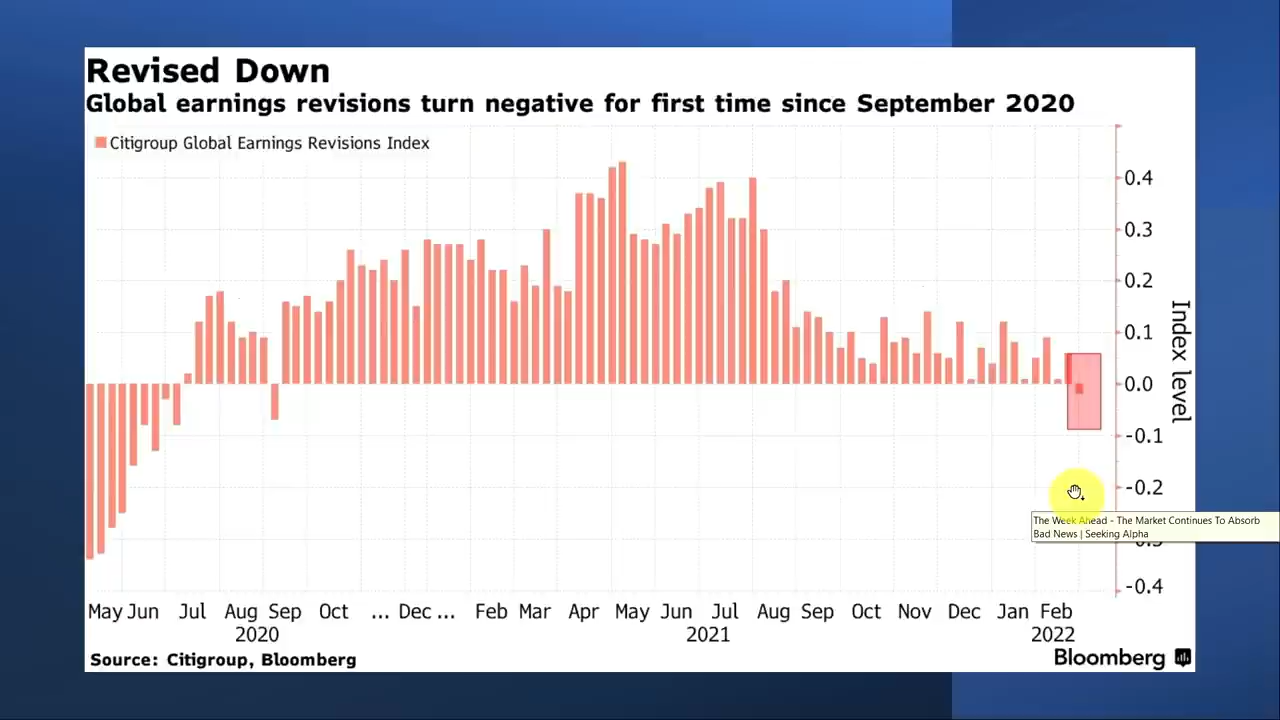 Revised Down
Global earnings revisions turn negative for first time since September 2020
Citigroup Global Earnings Revisions Index
0.4
0.3
0.2
0.1
0.0
-0.1
-0.2
-0.4
Index level
The Week Ahead - The Market Continues To Absorb
Bad News | Seeking Alpha
May Jun Jul Aug Sep Oct ... Dec ... Feb Mar Apr May Jun Jul Aug Sep Oct Nov Dec Jan Feb
2020 2021 2022
Source: Citigroup, Bloomberg
Bloomberg